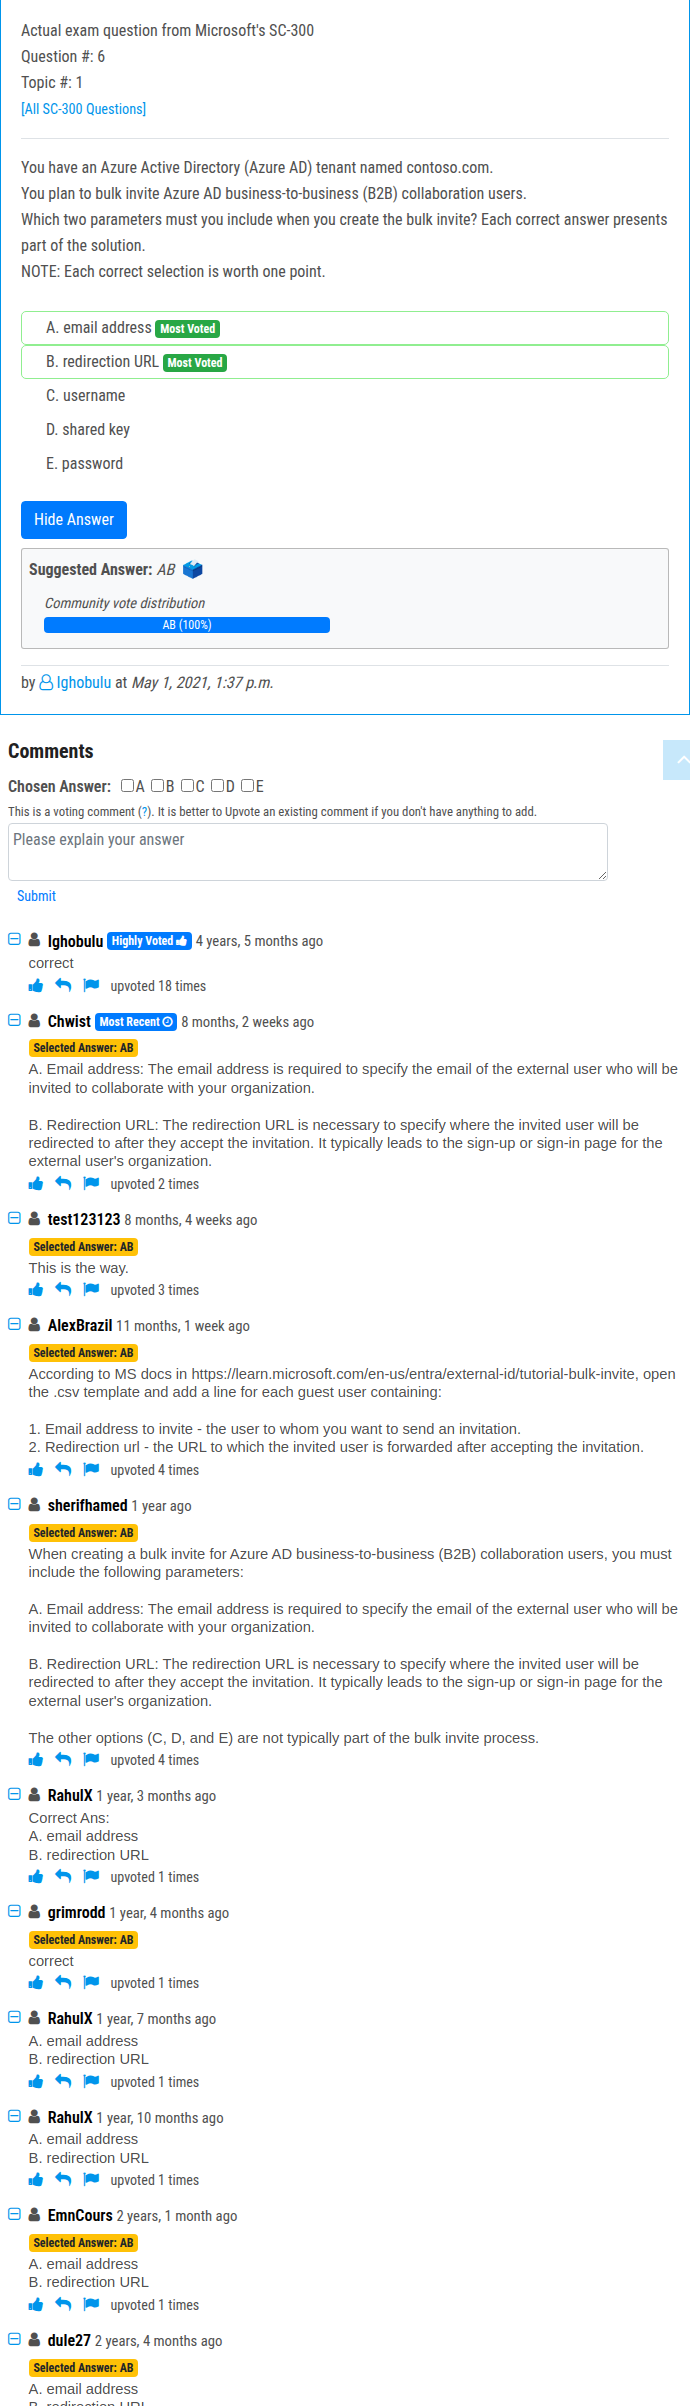 Actual exam question from Microsoft's SC-300
Question #: 6
Topic #: 1
[All SC-300 Questions]
You have an Azure Active Directory (Azure AD) tenant named contoso.com.
You plan to bulk invite Azure AD business-to-business (B2B) collaboration users.
Which two parameters must you include when you create the bulk invite? Each correct answer presents
part of the solution.
NOTE: Each correct selection is worth one point.
A. email address Most Voted
B. redirection URL Most Voted
C. username
D. shared key
E. password
Hide Answer
Suggested Answer: AB
Community vote distribution
AB (100%)
by Ighobulu at May 1, 2021, 1:37 p.m.
Comments
Chosen Answer: A B C D E
This is a voting comment (?). It is better to Upvote an existing comment if you don't have anything to add.
Please explain your answer
Submit
Ighobulu Highly Voted 4 years, 5 months ago
correct
upvoted 18 times
Chwist Most Recent 8 months, 2 weeks ago
Selected Answer: AB
A. Email address: The email address is required to specify the email of the external user who will be
invited to collaborate with your organization.
B. Redirection URL: The redirection URL is necessary to specify where the invited user will be
redirected to after they accept the invitation. It typically leads to the sign-up or sign-in page for the
external user's organization.
upvoted 2 times
test123123 8 months, 4 weeks ago
Selected Answer: AB
This is the way.
upvoted 3 times
AlexBrazil 11 months, 1 week ago
Selected Answer: AB
According to MS docs in https://learn.microsoft.com/en-us/entra/external-id/tutorial-bulk-invite, open
the .csv template and add a line for each guest user containing:
1. Email address to invite - the user to whom you want to send an invitation.
2. Redirection url - the URL to which the invited user is forwarded after accepting the invitation.
upvoted 4 times
sherifhamed 1 year ago
Selected Answer: AB
When creating a bulk invite for Azure AD business-to-business (B2B) collaboration users, you must
include the following parameters:
A. Email address: The email address is required to specify the email of the external user who will be
invited to collaborate with your organization.
B. Redirection URL: The redirection URL is necessary to specify where the invited user will be
redirected to after they accept the invitation. It typically leads to the sign-up or sign-in page for the
external user's organization.
The other options (C, D, and E) are not typically part of the bulk invite process.
upvoted 4 times
RahulX 1 year, 3 months ago
Correct Ans:
A. email address
B. redirection URL
upvoted 1 times
grimrodd 1 year, 4 months ago
Selected Answer: AB
correct
upvoted 1 times
RahulX 1 year, 7 months ago
A. email address
B. redirection URL
upvoted 1 times
RahulX 1 year, 10 months ago
A. email address
B. redirection URL
upvoted 1 times
EmnCours 2 years, 1 month ago
Selected Answer: AB
A. email address
B. redirection URL
upvoted 1 times
dule27 2 years, 4 months ago
Selected Answer: AB
A. email address
B. redirection URL